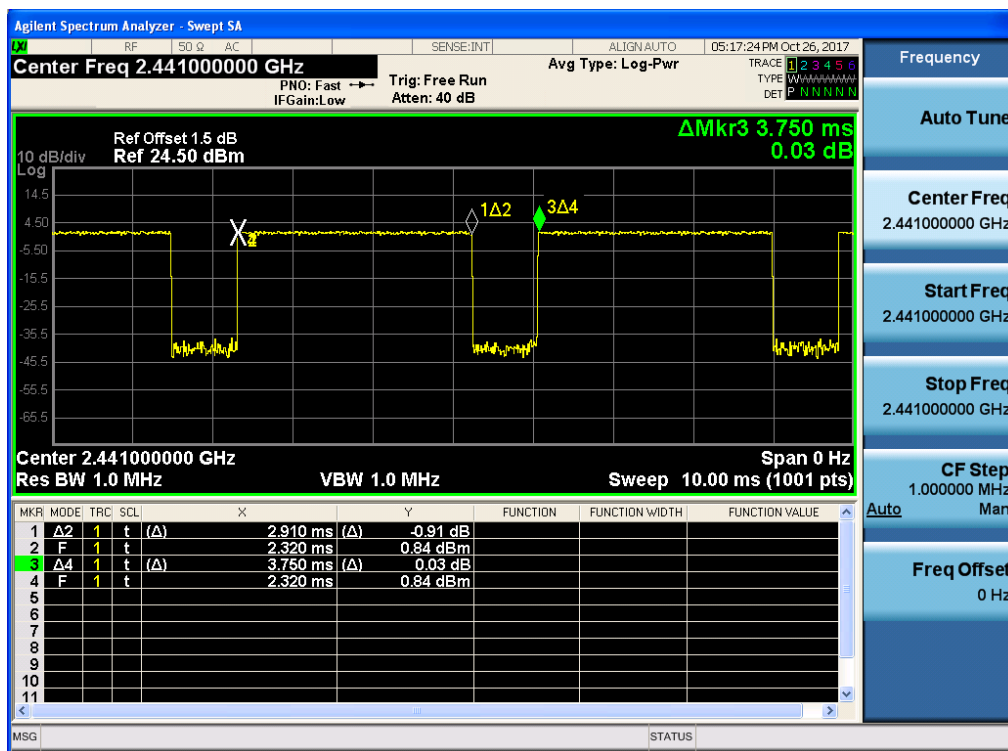 Agilent Spectrum Analyzer - Swept SA
LXI RF 50 Ω AC SENSE:INT ALIGN AUTO 05:17:24 PM Oct 26, 2017
Center Freq 2.441000000 GHz
PNO: Fast
IFGain:Low
Trig: Free Run
Atten: 40 dB
Avg Type: Log-Pwr
TRACE 1 2 3 4 5 6
TYPE W
DET P N N N N N
ΔMkr3 3.750 ms
0.03 dB
Ref Offset 1.5 dB
10 dB/div Ref 24.50 dBm
Log
14.5
4.50
-5.50
-15.5
-25.5
-35.5
-45.5
-55.5
-65.5
1Δ2
3Δ4
Center 2.441000000 GHz Span 0 Hz
Res BW 1.0 MHz VBW 1.0 MHz Sweep 10.00 ms (1001 pts)
MKR MODE TRC SCL X Y FUNCTION FUNCTION WIDTH FUNCTION VALUE
1 Δ2 1 t (Δ) 2.910 ms (Δ) -0.91 dB
2 F 1 t 2.320 ms 0.84 dBm
3 Δ4 1 t (Δ) 3.750 ms (Δ) 0.03 dB
4 F 1 t 2.320 ms 0.84 dBm
5
6
7
8
9
10
11
MSG STATUS
Frequency
Auto Tune
Center Freq
2.441000000 GHz
Start Freq
2.441000000 GHz
Stop Freq
2.441000000 GHz
CF Step
1.000000 MHz
Auto Man
Freq Offset
0 Hz